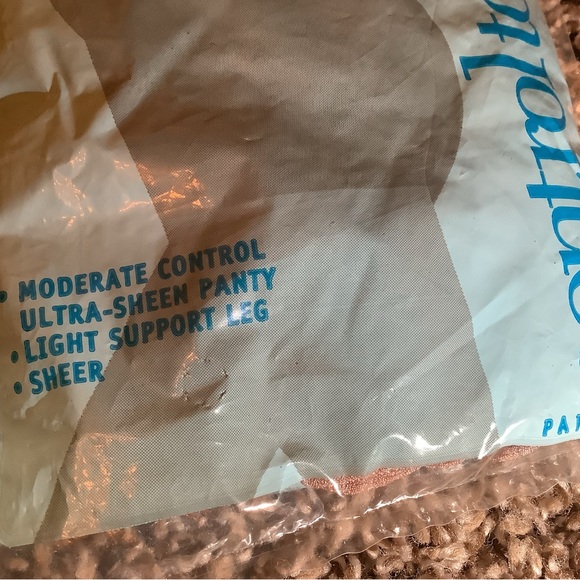 • MODERATE CONTROL
ULTRA-SHEEN PANTY
• LIGHT SUPPORT LEG
• SHEER